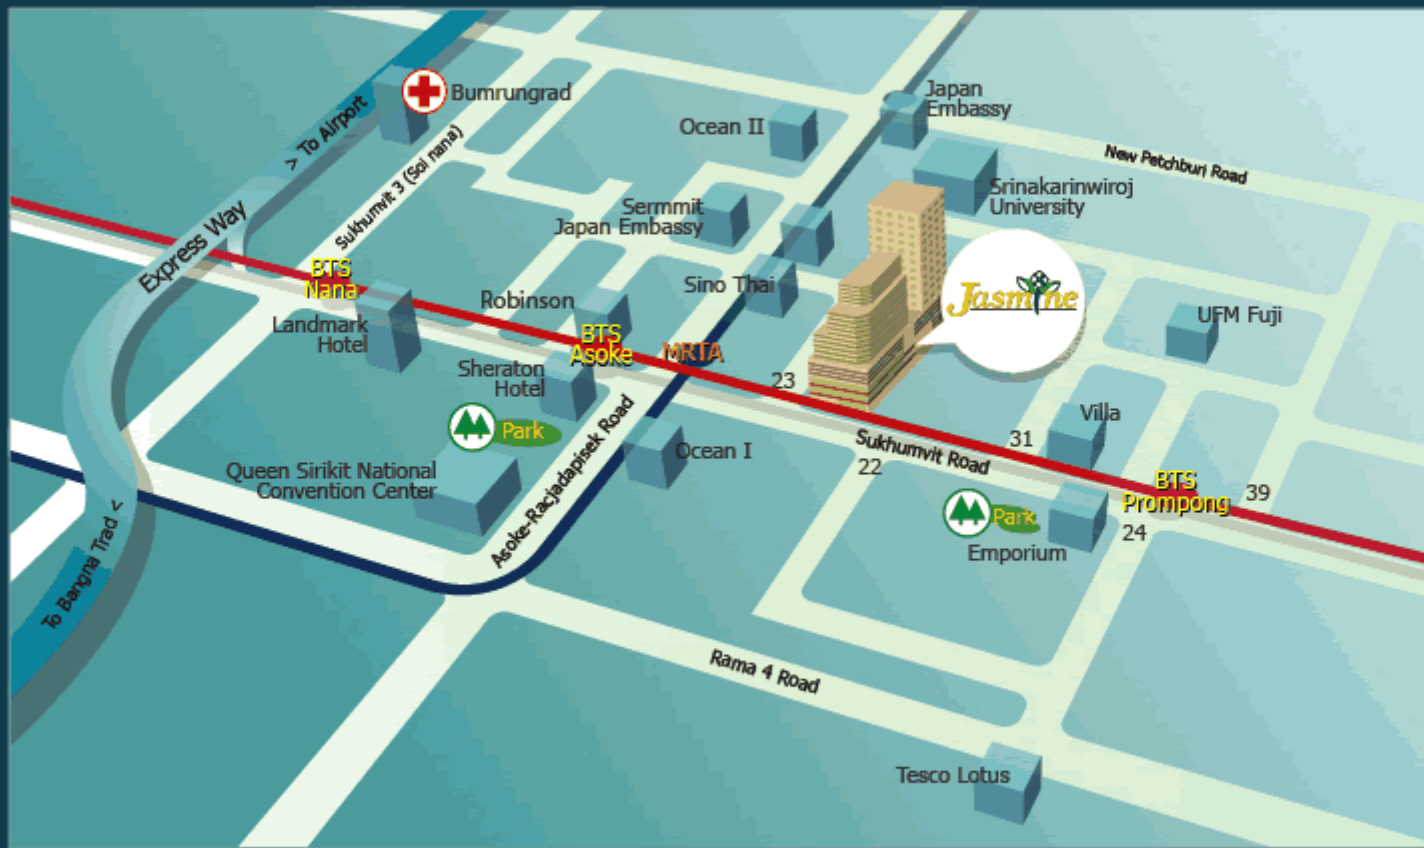 Bumrungrad
> To Airport
Sukhumvit 3 (Soi nana)
Express Way
Japan
Embassy
Ocean II
New Petchburi Road
Srinakarinwiroj
University
Sermmit
Japan Embassy
BTS
Nana
Landmark
Hotel
Robinson
Sino Thai
Jasmine
UFM Fuji
BTS
Asoke
MRTA
Sheraton
Hotel
23
Park
Villa
31
Sukhumvit Road
22
Ocean I
Asoke-Racjadapisek Road
Queen Sirikit National
Convention Center
BTS
Prompong
39
24
Park
Emporium
To Bangna Trad <
Rama 4 Road
Tesco Lotus